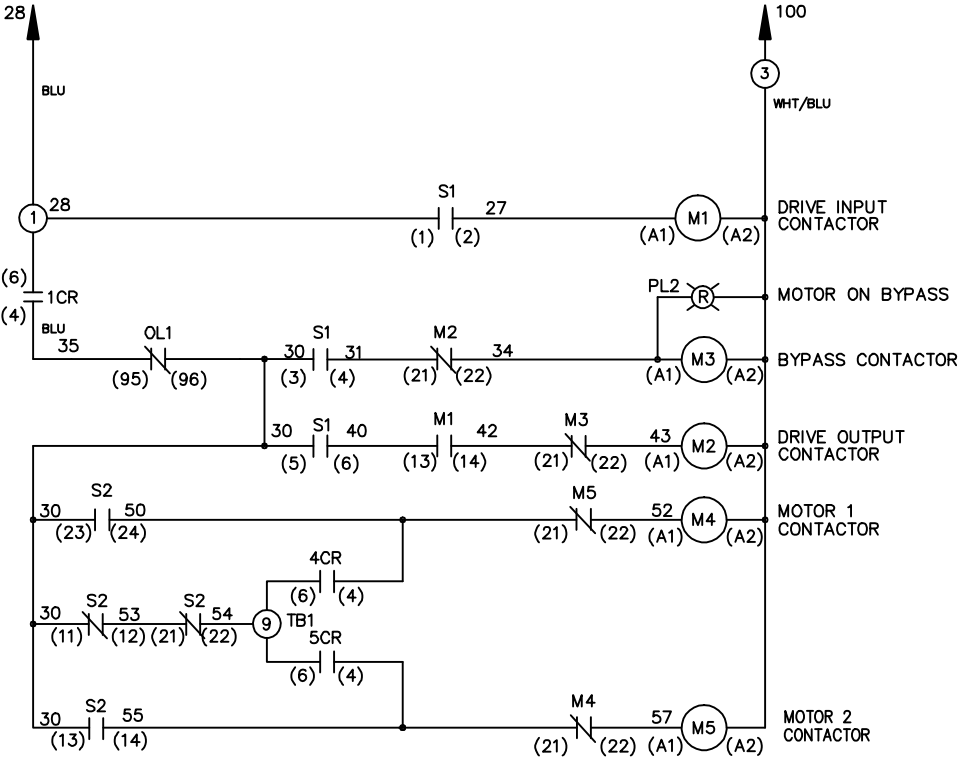 28
100
3
BLU
WHT/BLU
S1
1
28
27
M1
DRIVE INPUT
CONTACTOR
(1)
(2)
(A1)
(A2)
(6)
1CR
(4)
PL2
R
MOTOR ON BYPASS
BLU
35
OL1
S1
M2
30
31
34
M3
BYPASS CONTACTOR
(95)
(96)
(3)
(4)
(21)
(22)
(A1)
(A2)
30
S1
40
M1
42
M3
43
M2
DRIVE OUTPUT
CONTACTOR
(5)
(6)
(13)
(14)
(21)
(22)
(A1)
(A2)
30
S2
50
M5
52
M4
MOTOR 1
CONTACTOR
(23)
(24)
(21)
(22)
(A1)
(A2)
4CR
(6)
(4)
30
S2
53
S2
54
9
TB1
(11)
(12)
(21)
(22)
5CR
(6)
(4)
30
S2
55
M4
57
M5
MOTOR 2
CONTACTOR
(13)
(14)
(21)
(22)
(A1)
(A2)